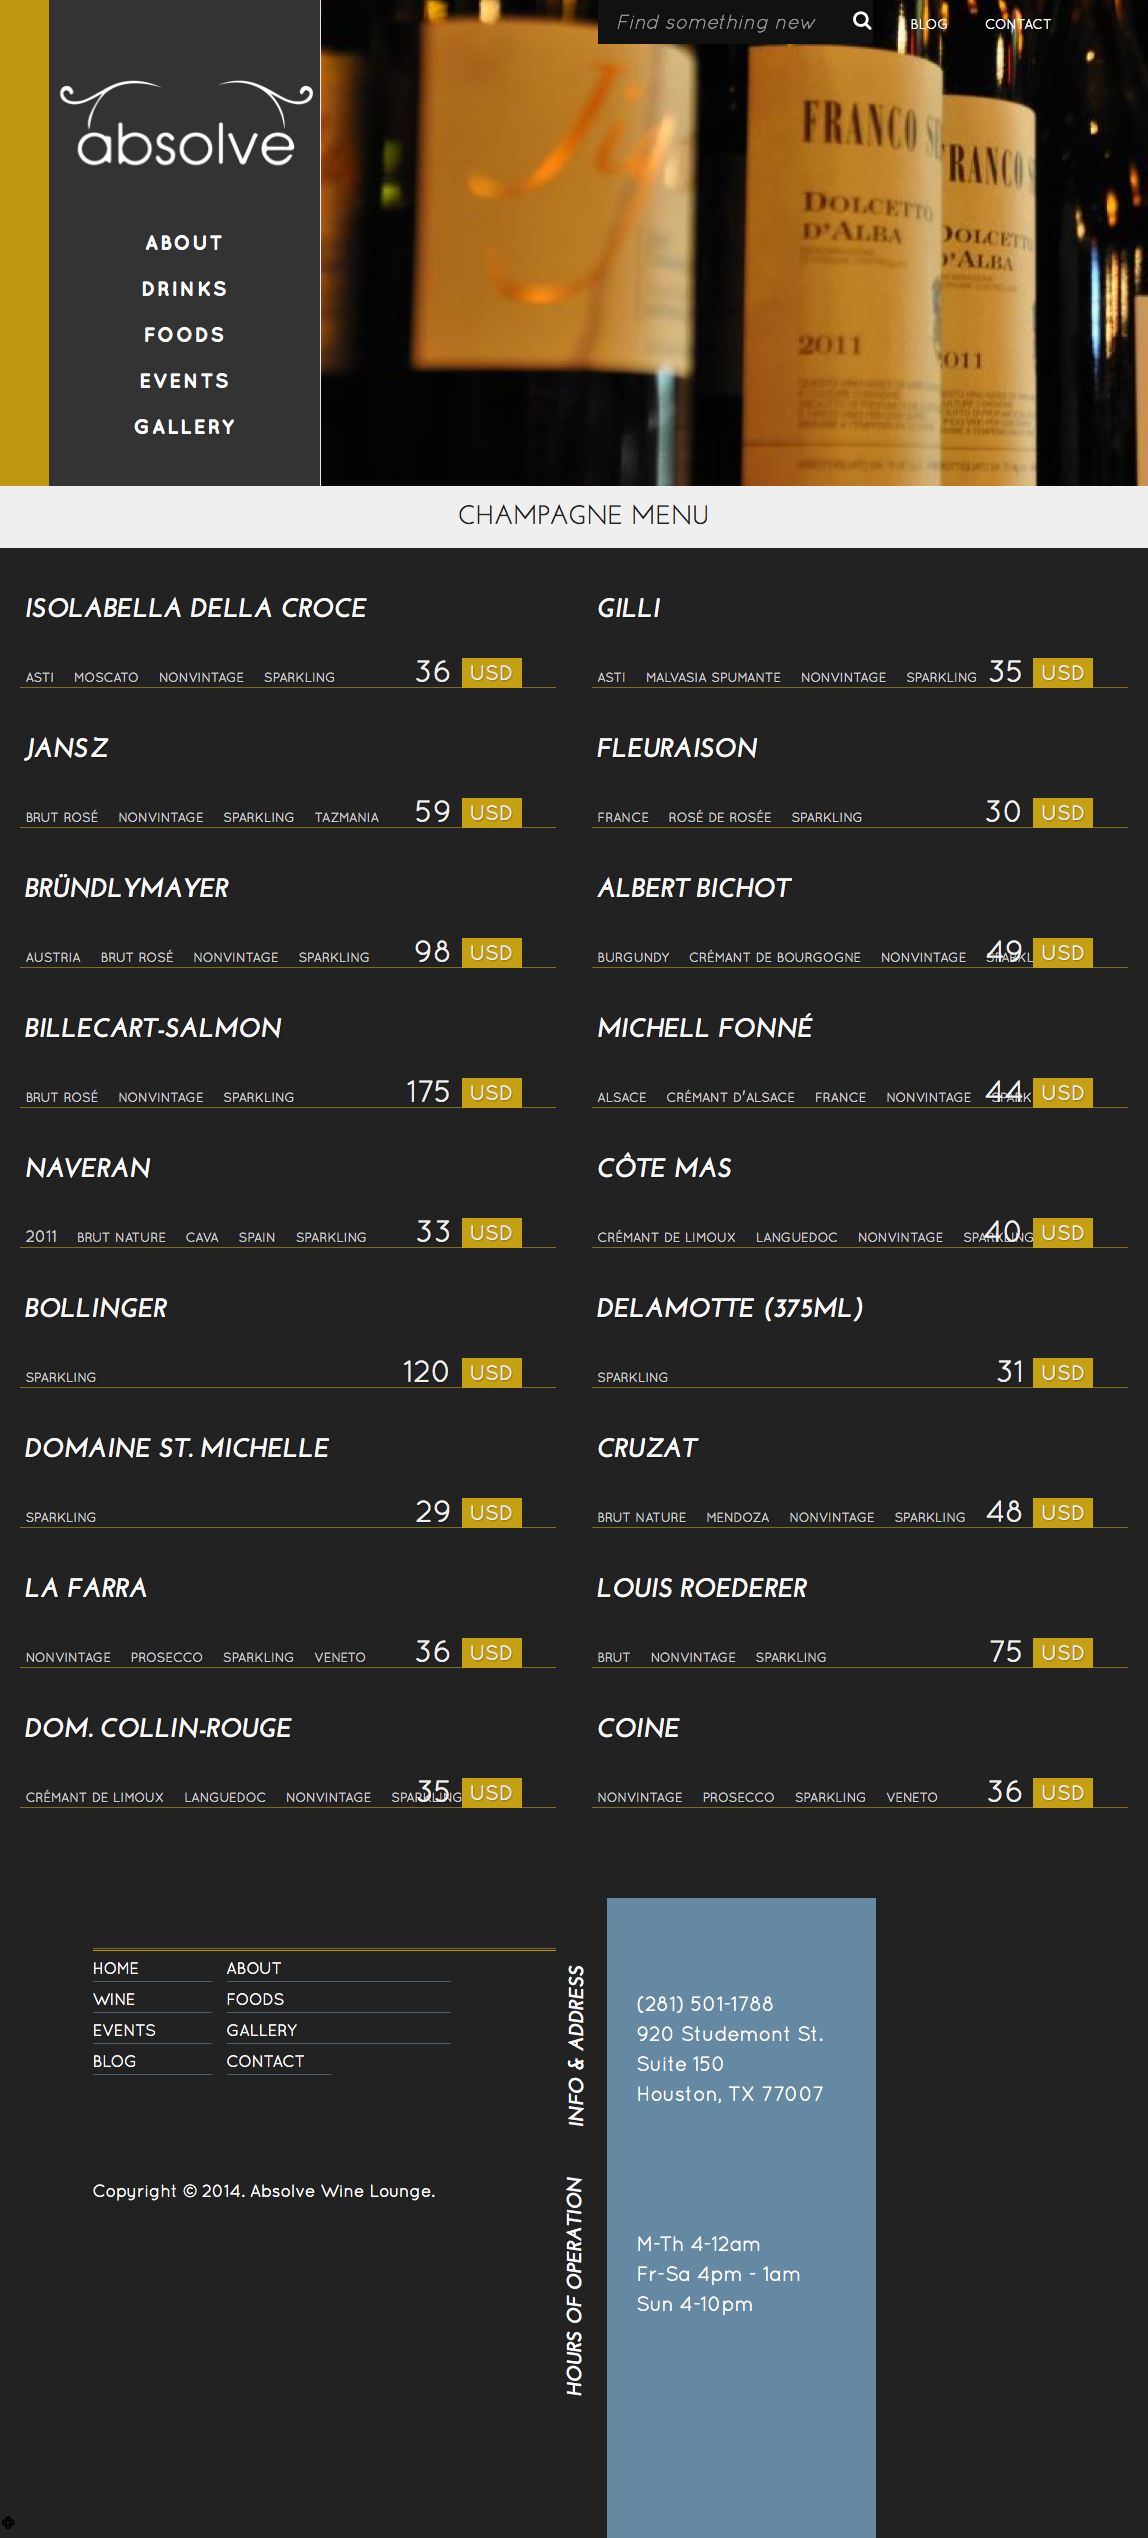 Find something new
BLOG CONTACT
absolve
ABOUT
DRINKS
FOODS
EVENTS
GALLERY
Jig
FRANCO SE
DOLCETTO
D'ALBA
2011
FRANCO S
DOLCETTO
D'ALBA
2011
CHAMPAGNE MENU
ISOLABELLA DELLA CROCE
ASTI MOSCATO NONVINTAGE SPARKLING 36 USD
GILLI
ASTI MALVASIA SPUMANTE NONVINTAGE SPARKLING 35 USD
JANSZ
BRUT ROSÉ NONVINTAGE SPARKLING TAZMANIA 59 USD
FLEURAISON
FRANCE ROSÉ DE ROSÉE SPARKLING 30 USD
BRÜNDLYMAYER
AUSTRIA BRUT ROSÉ NONVINTAGE SPARKLING 98 USD
ALBERT BICHOT
BURGUNDY CRÉMANT DE BOURGOGNE NONVINTAGE SPARKL 49 USD
BILLECART-SALMON
BRUT ROSÉ NONVINTAGE SPARKLING 175 USD
MICHELL FONNÉ
ALSACE CRÉMANT D'ALSACE FRANCE NONVINTAGE SPARK 44 USD
NAVERAN
2011 BRUT NATURE CAVA SPAIN SPARKLING 33 USD
CÔTE MAS
CRÉMANT DE LIMOUX LANGUEDOC NONVINTAGE SPARKLING 40 USD
BOLLINGER
SPARKLING 120 USD
DELAMOTTE (375ML)
SPARKLING 31 USD
DOMAINE ST. MICHELLE
SPARKLING 29 USD
CRUZAT
BRUT NATURE MENDOZA NONVINTAGE SPARKLING 48 USD
LA FARRA
NONVINTAGE PROSECCO SPARKLING VENETO 36 USD
LOUIS ROEDERER
BRUT NONVINTAGE SPARKLING 75 USD
DOM. COLLIN-ROUGE
CRÉMANT DE LIMOUX LANGUEDOC NONVINTAGE SPARKLING 35 USD
COINE
NONVINTAGE PROSECCO SPARKLING VENETO 36 USD
HOME ABOUT
WINE FOODS
EVENTS GALLERY
BLOG CONTACT
Copyright © 2014. Absolve Wine Lounge.
INFO & ADDRESS
(281) 501-1788
920 Studemont St.
Suite 150
Houston, TX 77007
HOURS OF OPERATION
M-Th 4-12am
Fr-Sa 4pm - 1am
Sun 4-10pm